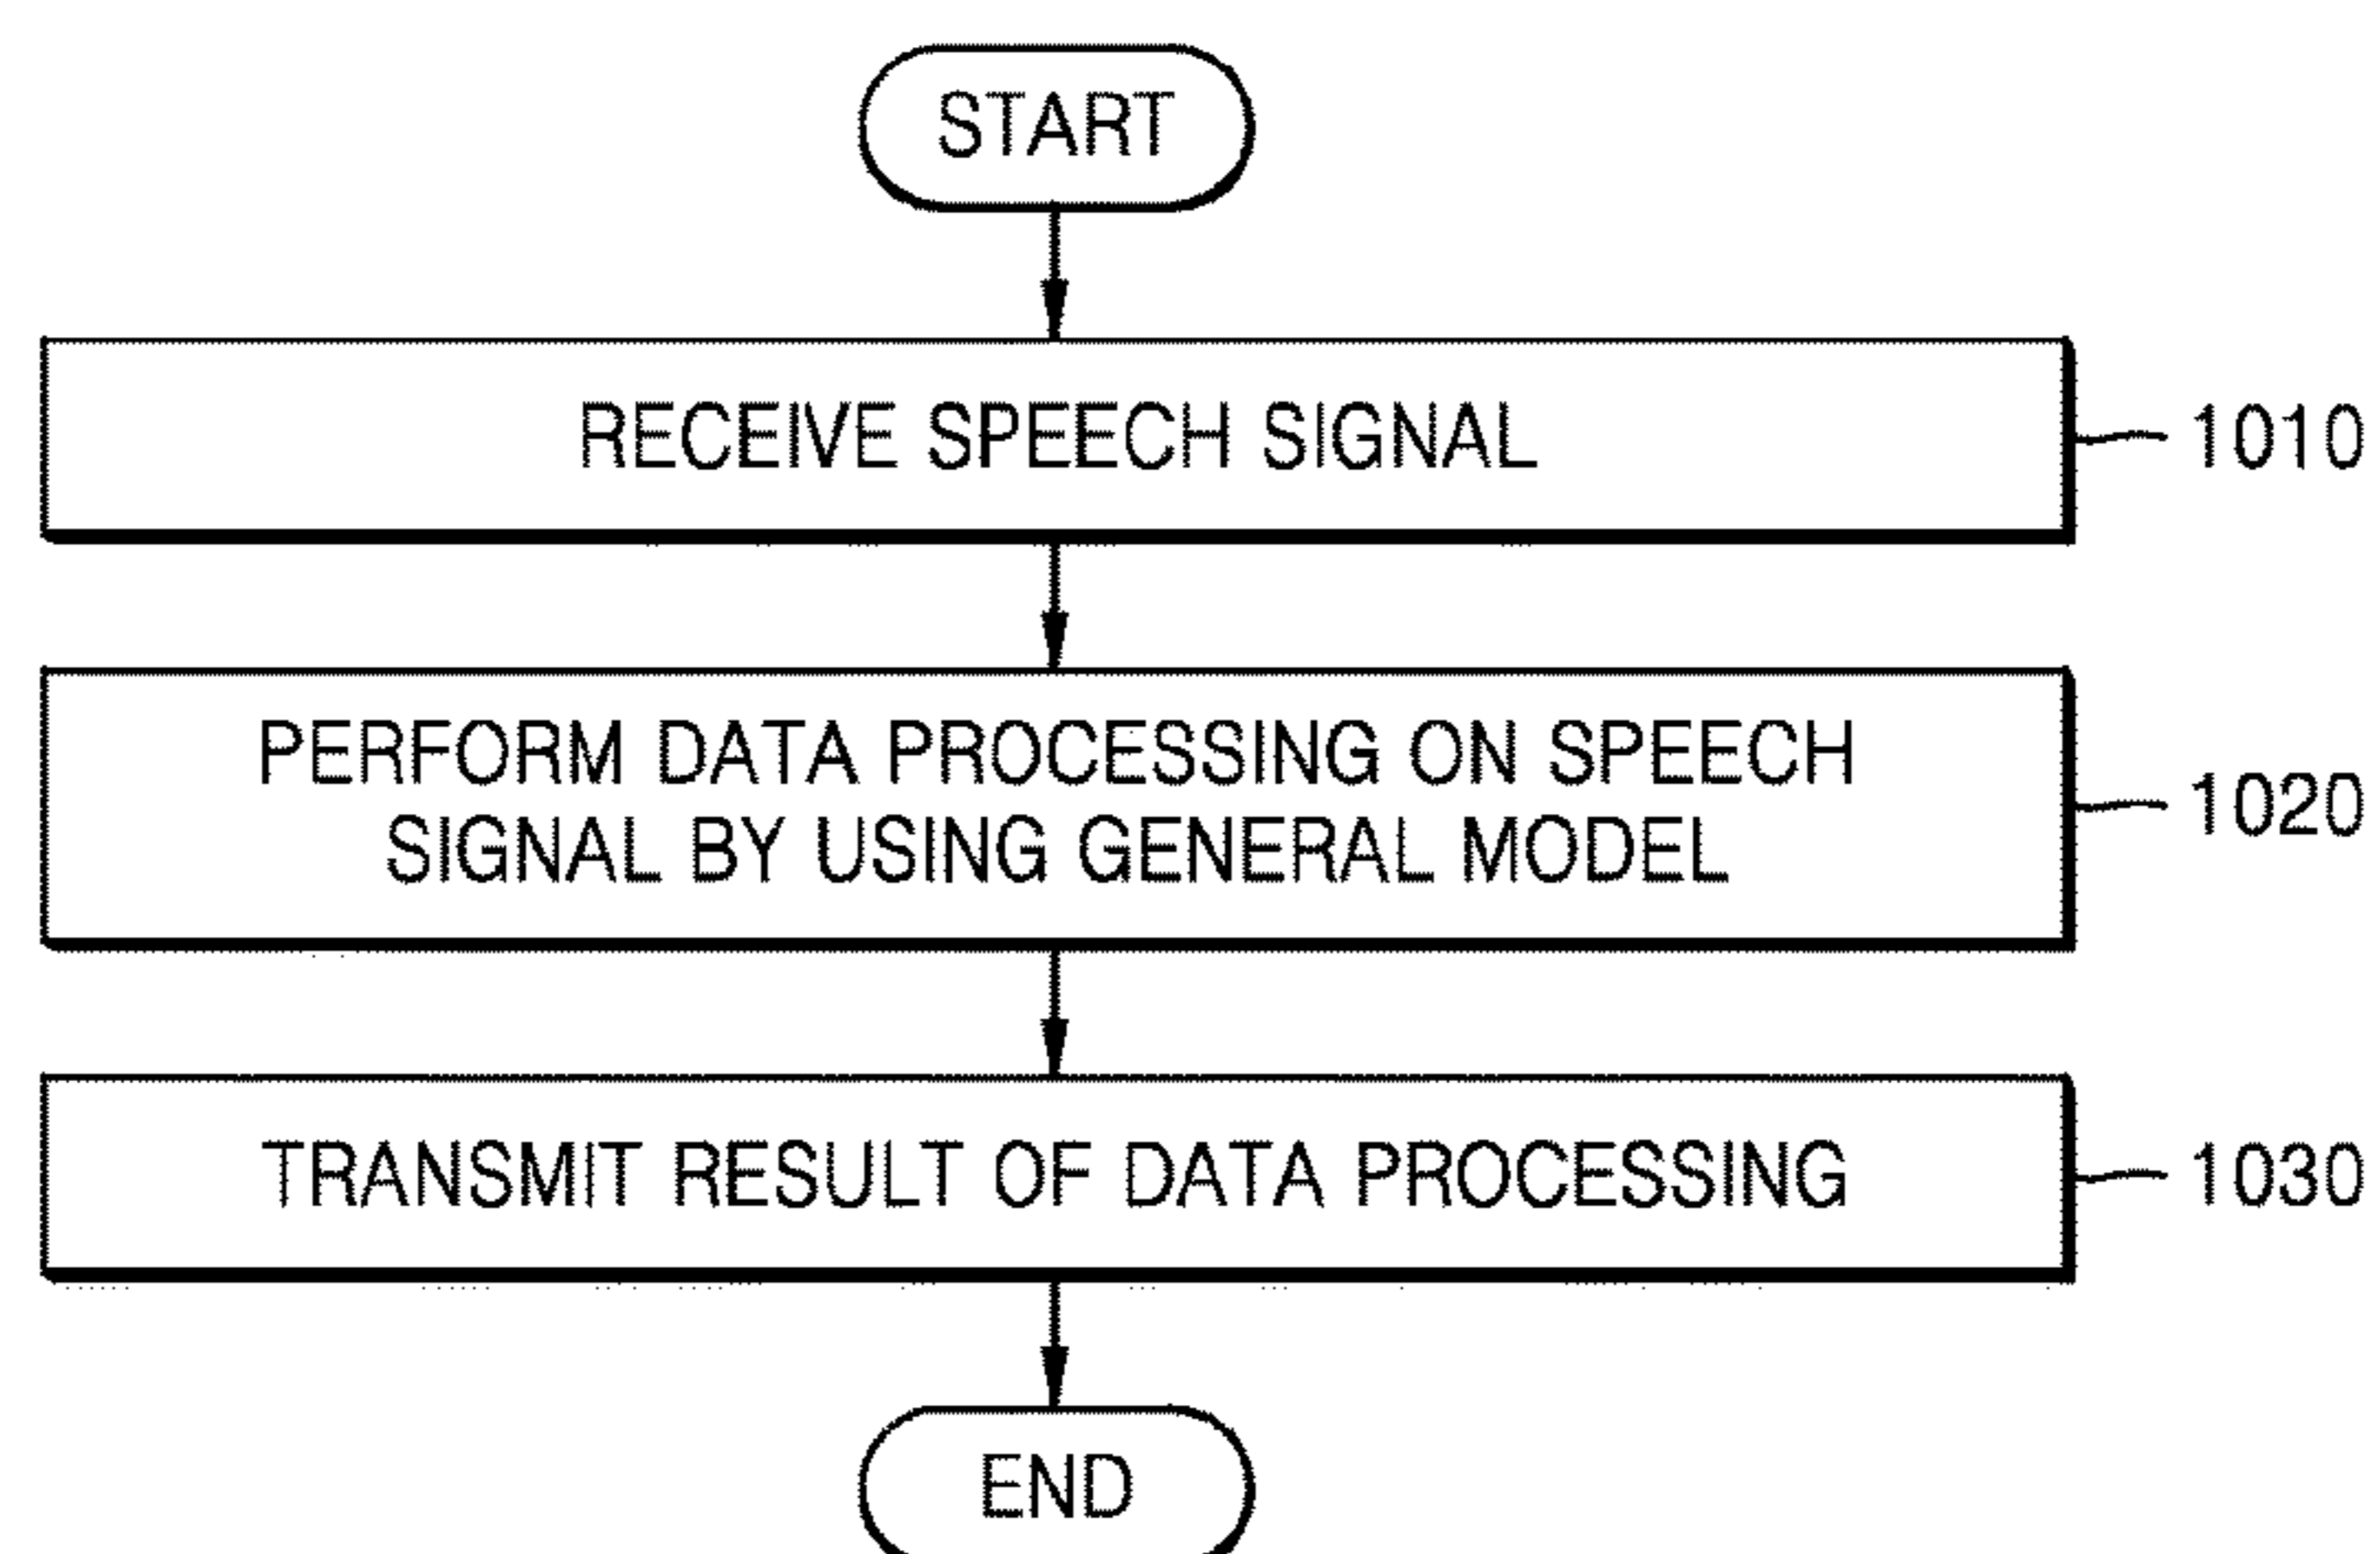 START
RECEIVE SPEECH SIGNAL
1010
PERFORM DATA PROCESSING ON SPEECH
SIGNAL BY USING GENERAL MODEL
1020
TRANSMIT RESULT OF DATA PROCESSING
1030
END